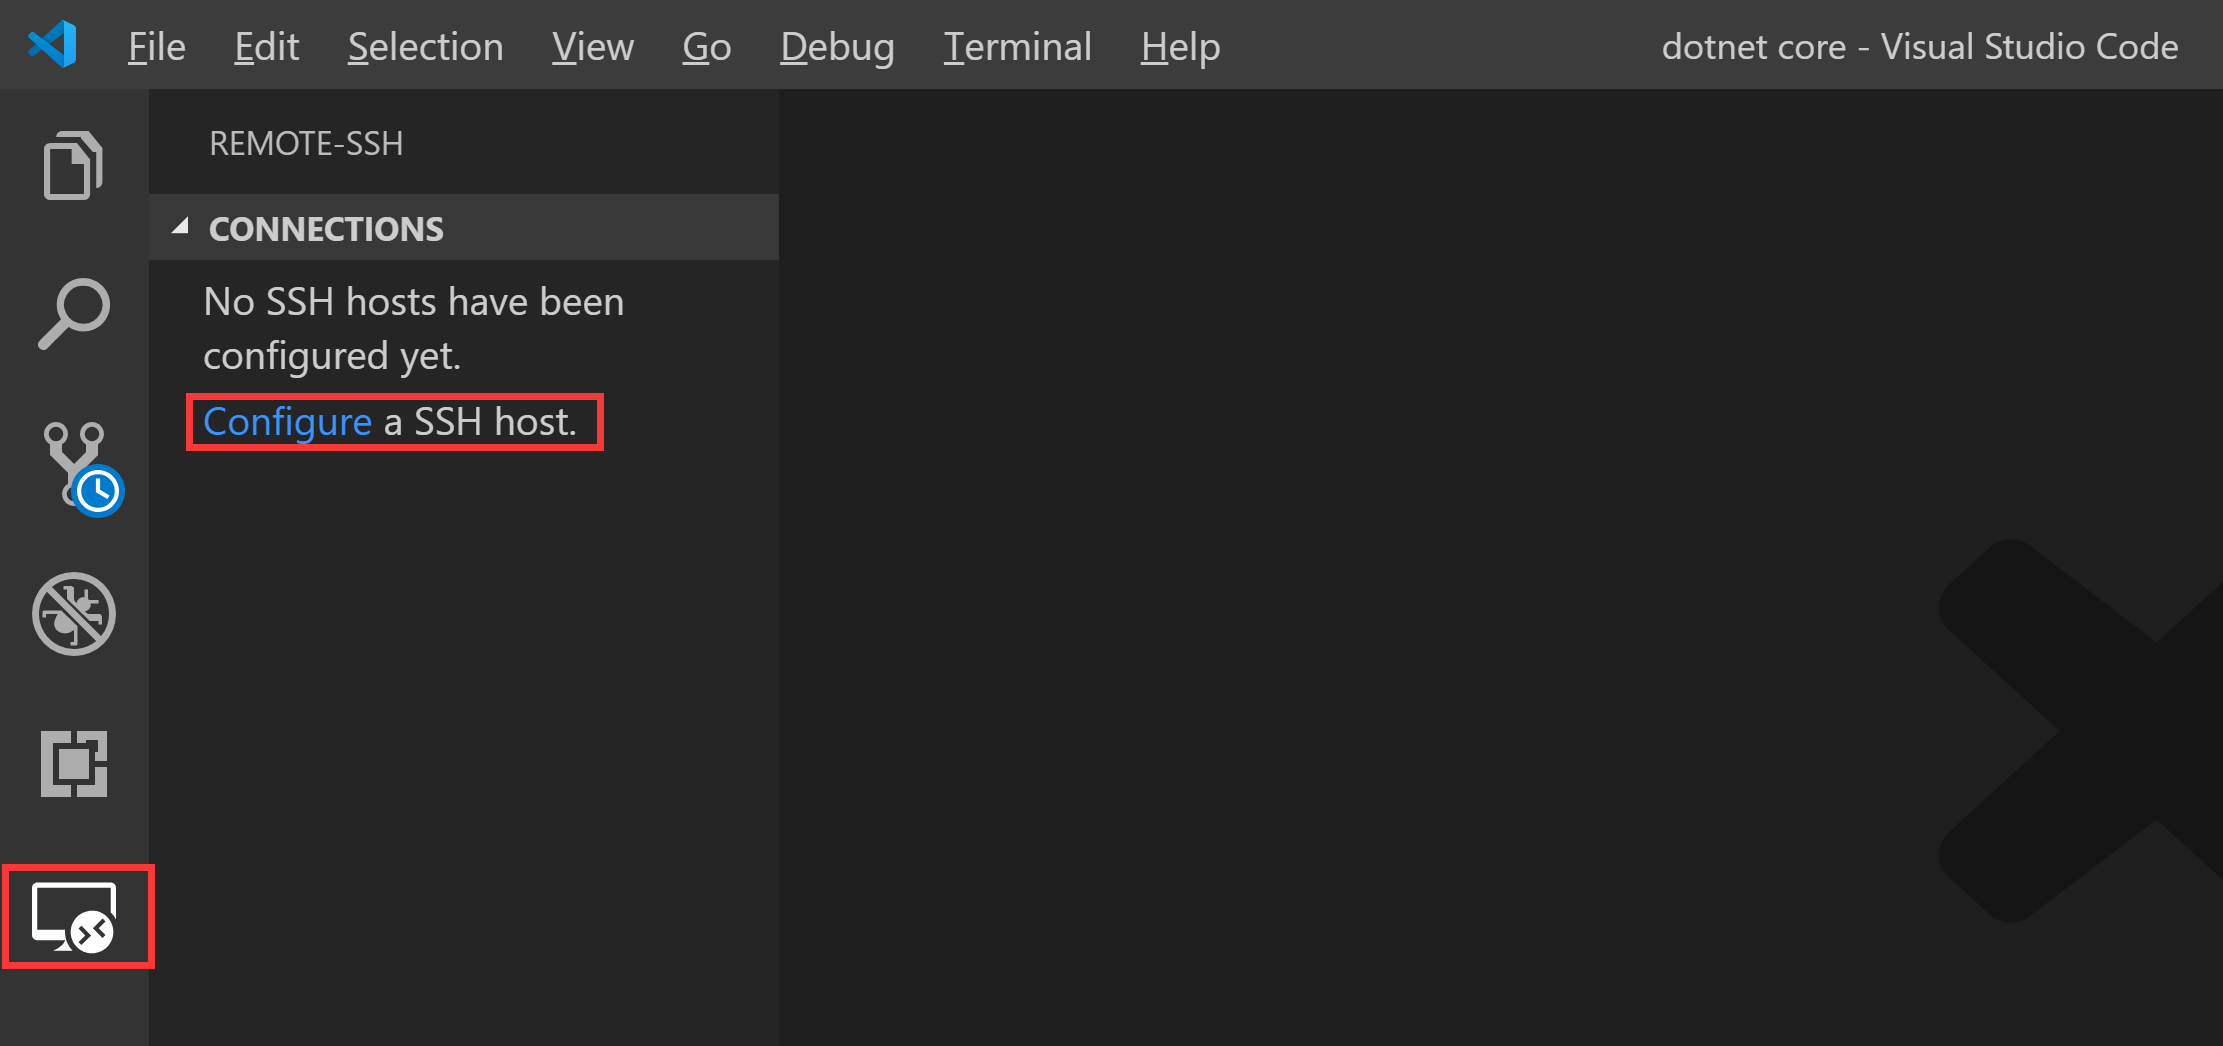 File Edit Selection View Go Debug Terminal Help dotnet core - Visual Studio Code
REMOTE-SSH
CONNECTIONS
No SSH hosts have been
configured yet.
Configure a SSH host.